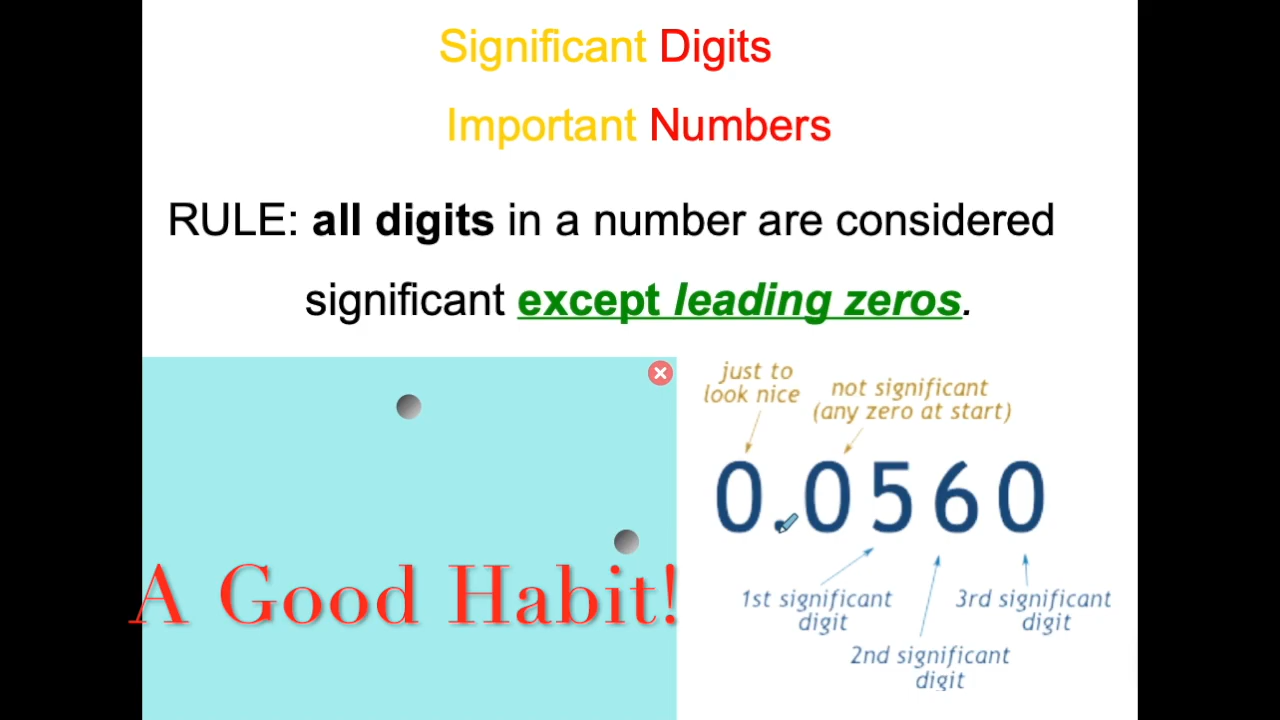 Significant Digits
Important Numbers
RULE: all digits in a number are considered
significant except leading zeros.
just to
look nice
not significant
(any zero at start)
0.0560
A Good Habit!
1st significant
digit
3rd significant
digit
2nd significant
digit